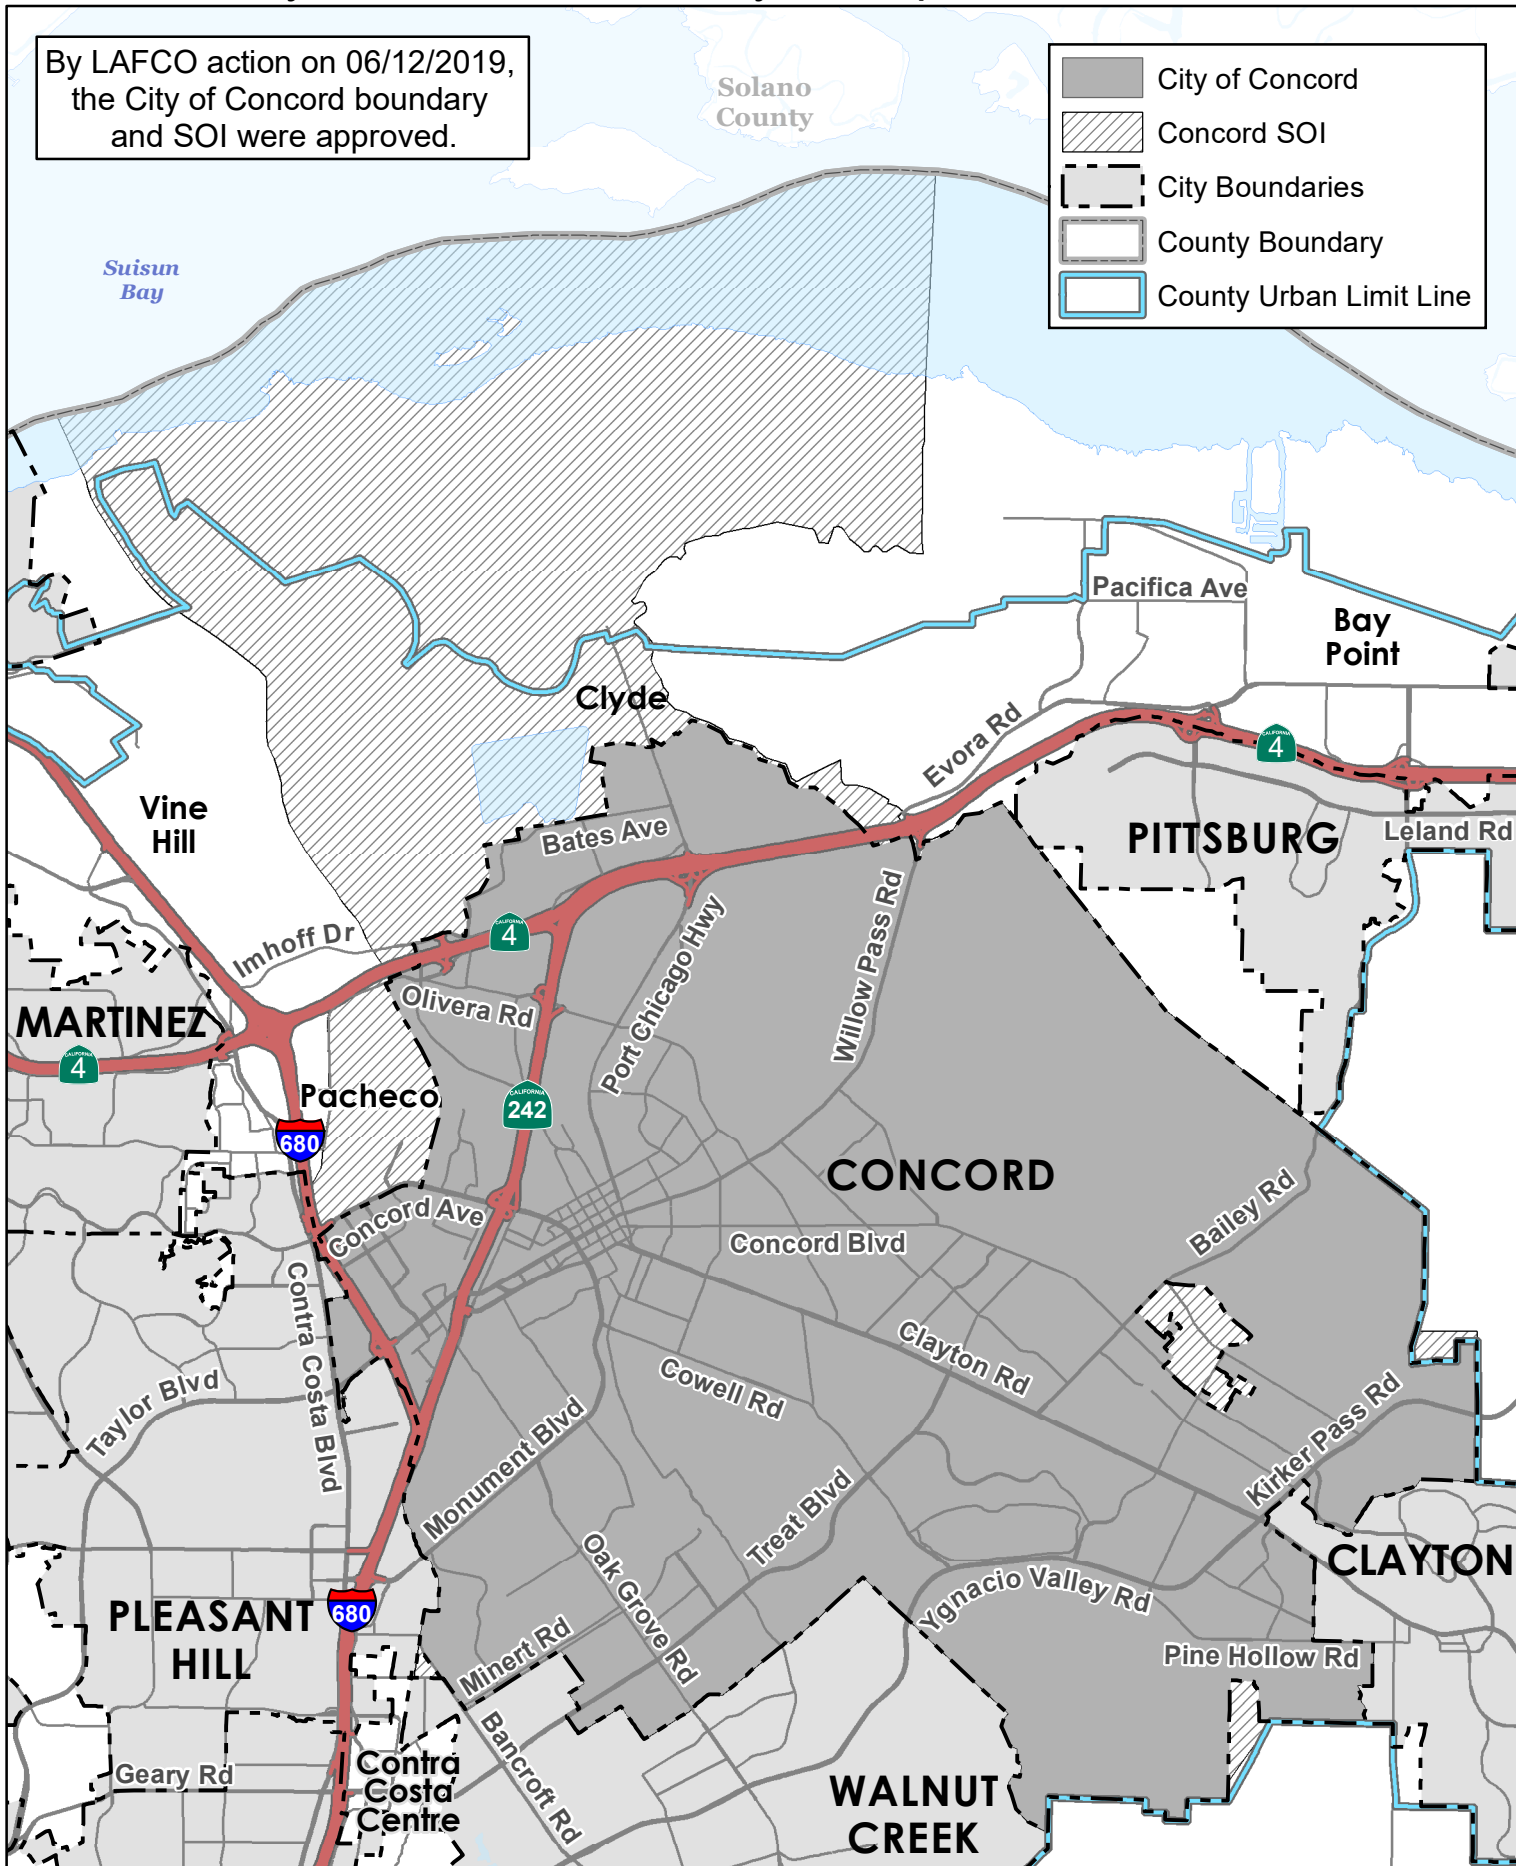 By LAFCO action on 06/12/2019,
the City of Concord boundary
and SOI were approved.
Solano
County
City of Concord
Concord SOI
City Boundaries
County Boundary
County Urban Limit Line
Suisun
Bay
Pacifica Ave
Bay
Point
Clyde
Evora Rd
CALIFORNIA
4
Vine
Hill
Bates Ave
PITTSBURG
Leland Rd
Imhoff Dr
CALIFORNIA
4
Willow Pass Rd
Port Chicago Hwy
Olivera Rd
MARTINEZ
CALIFORNIA
4
Pacheco
CALIFORNIA
242
680
CONCORD
Bailey Rd
Concord Ave
Concord Blvd
Contra Costa Blvd
Clayton Rd
Cowell Rd
Taylor Blvd
Monument Blvd
Kirker Pass Rd
Treat Blvd
Oak Grove Rd
CLAYTON
Ygnacio Valley Rd
PLEASANT
HILL
680
Minert Rd
Pine Hollow Rd
Bancroft Rd
Geary Rd
Contra
Costa
Centre
WALNUT
CREEK